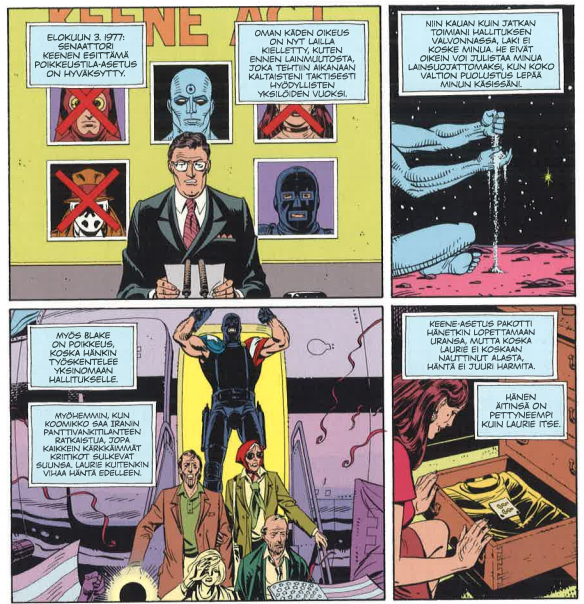 KEENE ACT
ELOKUUN 3. 1977:
SENAATTORI
KEENEN ESITTÄMÄ
POIKKEUSTILA-ASETUS
ON HYVÄKSYTTY.
OMAN KÄDEN OIKEUS
ON NYT LAILLA
KIELLETTY, KUTEN
ENNEN LAINMUUTOSTA,
JOKA TEHTIIN AIKANAAN
KALTAISTENI TAKTISESTI
HYÖDYLLISTEN
YKSILÖIDEN VUOKSI.
NIIN KAUAN KUIN JATKAN
TOIMIANI HALLITUKSEN
VALVONNASSA, LAKI EI
KOSKE MINUA. HE EIVÄT
OIKEIN VOI JULISTAA MINUA
LAINSUOJATTOMAKSI, KUN KOKO
VALTION PUOLUSTUS LEPÄÄ
MINUN KÄSISSÄNI.
MYÖS BLAKE
ON POIKKEUS,
KOSKA HÄNKIN
TYÖSKENTELEE
YKSINOMAAN
HALLITUKSELLE.
MYÖHEMMIN, KUN
KOOMIKKO SAA IRANIN
PANTTIVANKITILANTEEN
RATKAISTUA, JOPA
KAIKKEIN KÄRKKÄIMMÄT
KRIITIKOT SULKEVAT
SUUNSA. LAURIE KUITENKIN
VIHAA HÄNTÄ EDELLEEN.
KEENE-ASETUS PAKOTTI
HÄNETKIN LOPETTAMAAN
URANSA, MUTTA KOSKA
LAURIE EI KOSKAAN
NAUTTINUT ALASTA,
HÄNTÄ EI JUURI HARMITA.
HÄNEN
ÄITINSÄ ON
PETTYNEEMPI
KUIN LAURIE ITSE.